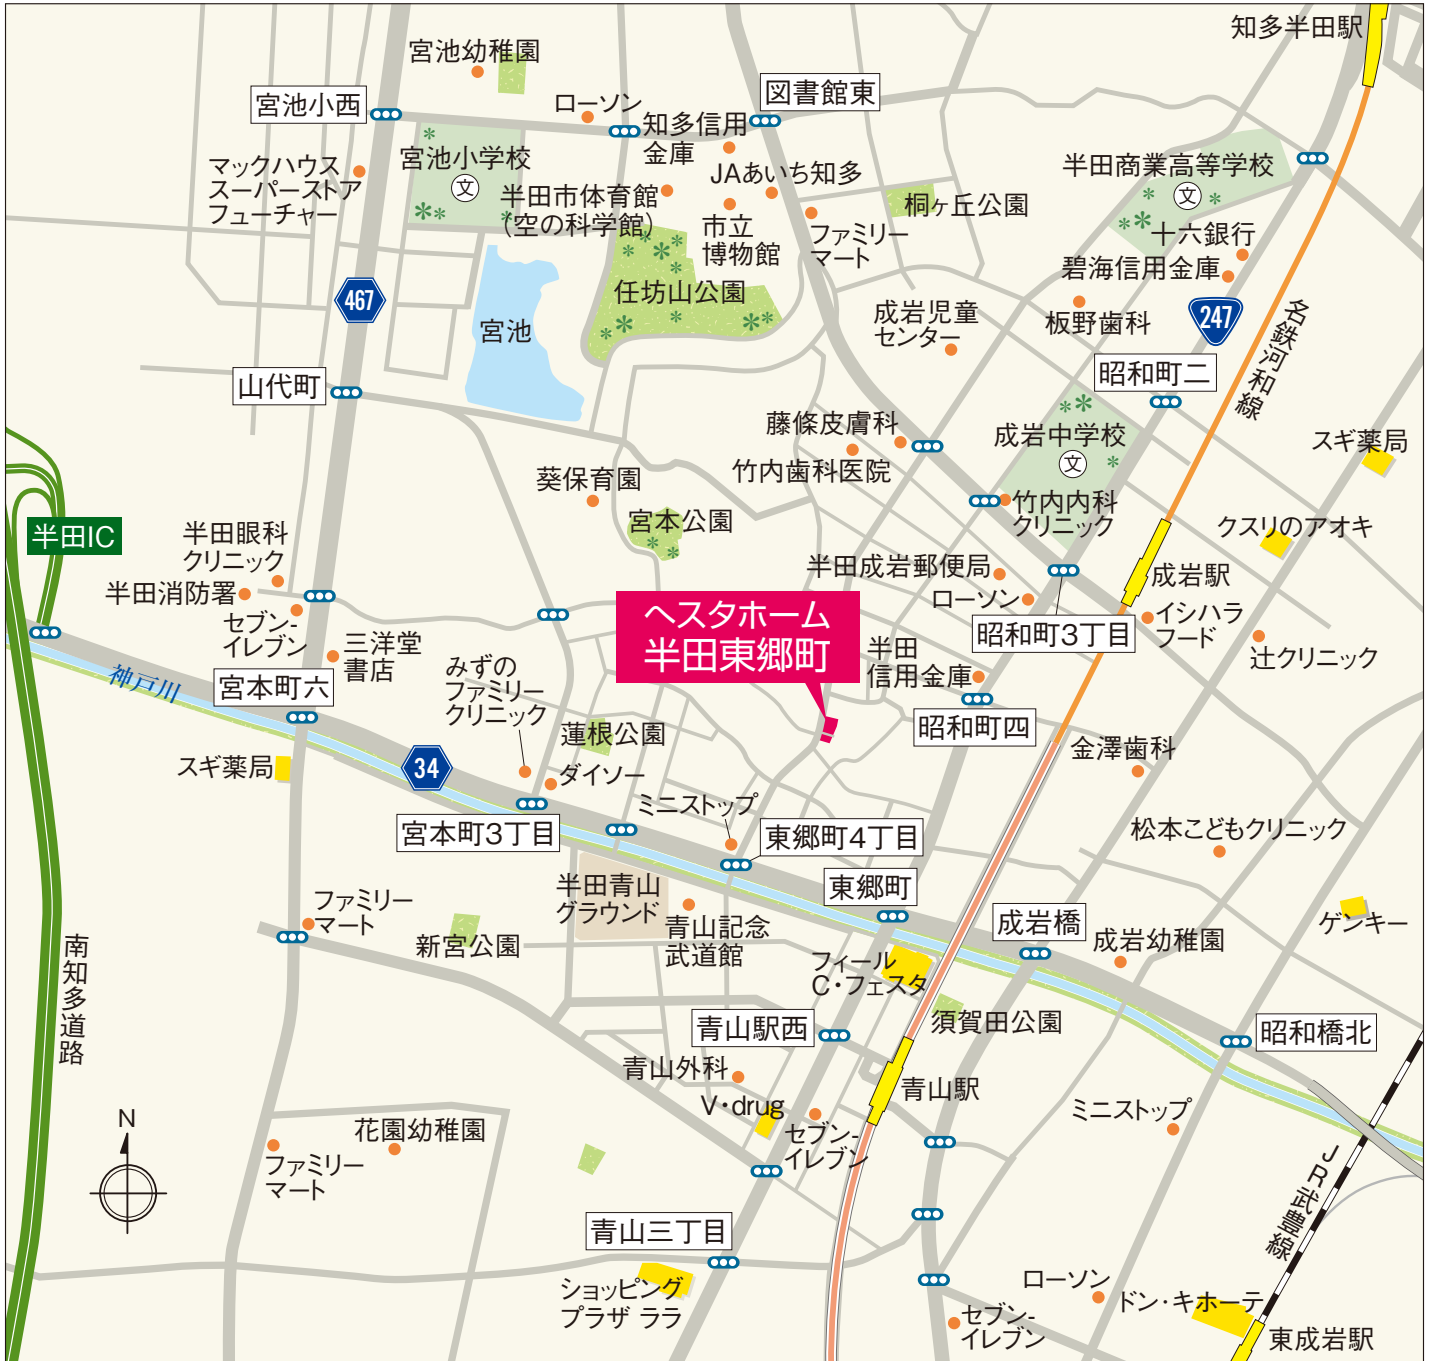 知多半田駅
宮池幼稚園
宮池小西
ローソン
図書館東
知多信用
金庫
宮池小学校
文
マックハウス
スーパーストア
フューチャー
半田市体育館
(空の科学館)
JAあいち知多
市立
博物館
ファミリー
マート
桐ヶ丘公園
半田商業高等学校
文
十六銀行
碧海信用金庫
板野歯科
247
名鉄河和線
467
宮池
任坊山公園
成岩児童
センター
昭和町二
山代町
藤條皮膚科
竹内歯科医院
成岩中学校
文
竹内内科
クリニック
スギ薬局
クスリのアオキ
葵保育園
宮本公園
半田IC
半田眼科
クリニック
半田消防署
セブン-
イレブン
三洋堂
書店
半田成岩郵便局
ローソン
昭和町3丁目
成岩駅
イシハラ
フード
辻クリニック
ヘスタホーム
半田東郷町
半田
信用金庫
昭和町四
神戸川
宮本町六
みずの
ファミリー
クリニック
蓮根公園
スギ薬局
34
ダイソー
ミニストップ
金澤歯科
宮本町3丁目
東郷町4丁目
松本こどもクリニック
東郷町
半田青山
グラウンド
青山記念
武道館
ファミリー
マート
新宮公園
成岩橋
成岩幼稚園
ゲンキー
南知多道路
フィール
C・フェスタ
須賀田公園
青山駅西
昭和橋北
青山外科
V・drug
青山駅
セブン-
イレブン
ミニストップ
N
花園幼稚園
ファミリー
マート
JR武豊線
青山三丁目
ショッピング
プラザ ララ
ローソン
ドン・キホーテ
セブン-
イレブン
東成岩駅